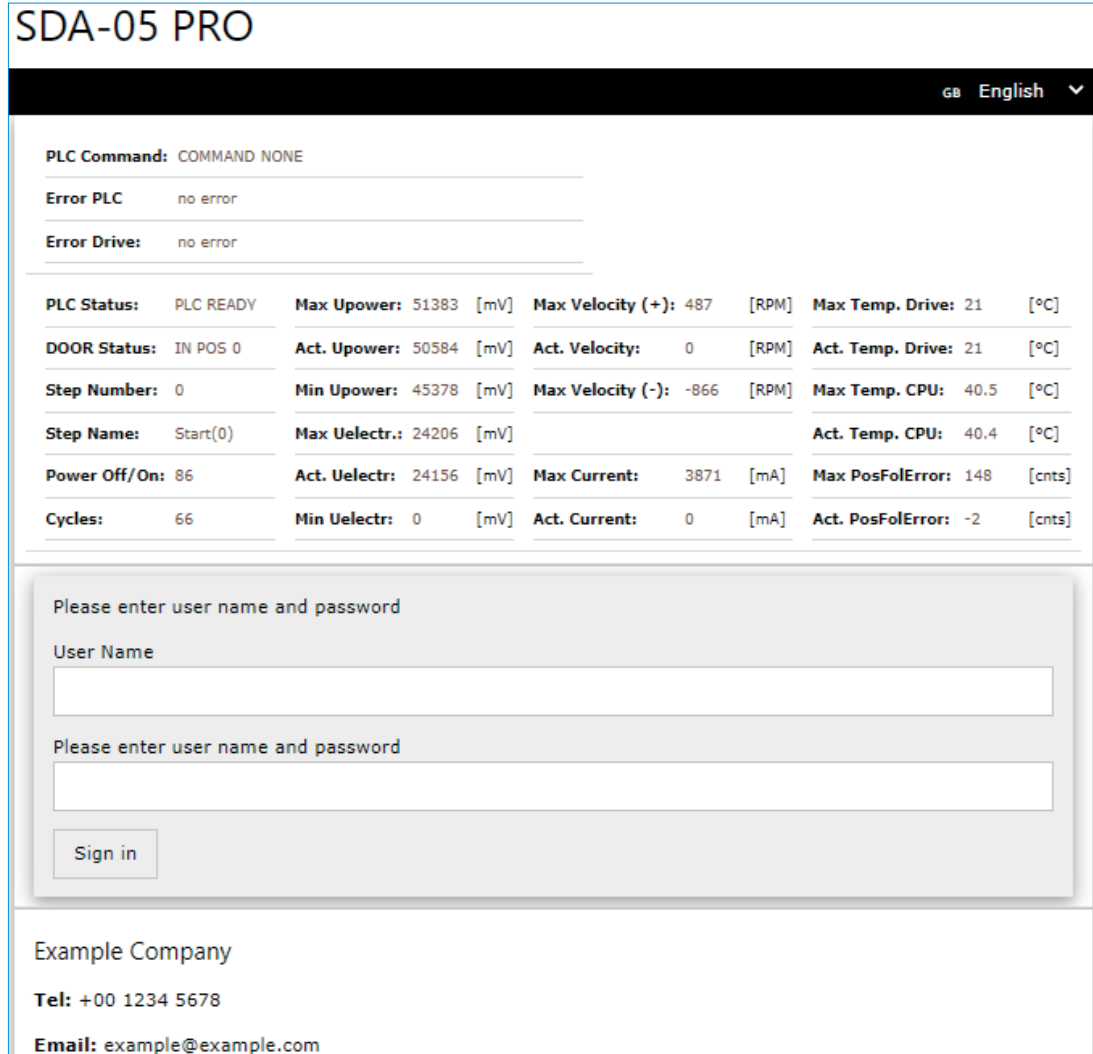 SDA-05 PRO
GB English
PLC Command: COMMAND NONE
Error PLC no error
Error Drive: no error
PLC Status: PLC READY Max Upower: 51383 [mV] Max Velocity (+): 487 [RPM] Max Temp. Drive: 21 [°C]
DOOR Status: IN POS 0 Act. Upower: 50584 [mV] Act. Velocity: 0 [RPM] Act. Temp. Drive: 21 [°C]
Step Number: 0 Min Upower: 45378 [mV] Max Velocity (-): -866 [RPM] Max Temp. CPU: 40.5 [°C]
Step Name: Start(0) Max Uelectr.: 24206 [mV] Act. Temp. CPU: 40.4 [°C]
Power Off/On: 86 Act. Uelectr: 24156 [mV] Max Current: 3871 [mA] Max PosFolError: 148 [cnts]
Cycles: 66 Min Uelectr: 0 [mV] Act. Current: 0 [mA] Act. PosFolError: -2 [cnts]
Please enter user name and password
User Name
Please enter user name and password
Sign in
Example Company
Tel: +00 1234 5678
Email: example@example.com